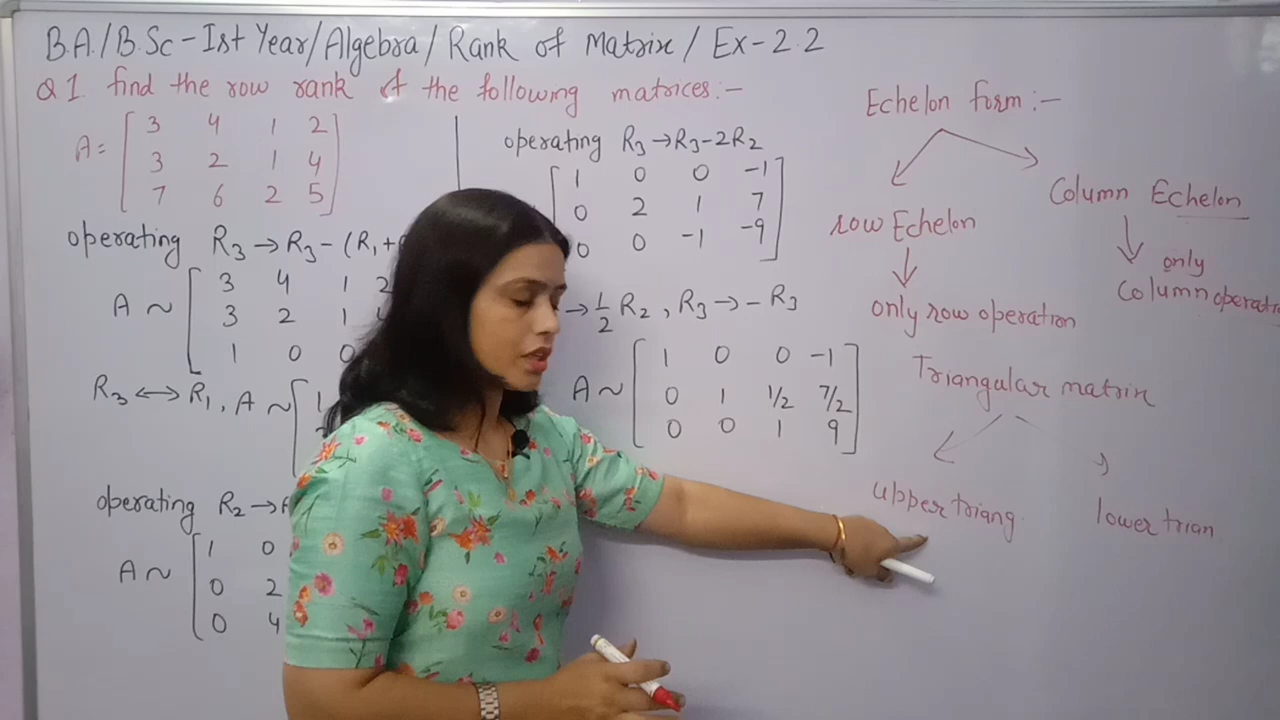 B.A./B.Sc - Ist Year/Algebra/Rank of Matrix/Ex-2.2
Q 1. find the row rank of the following matrices:-
A= [ 3 4 1 2
3 2 1 4
7 6 2 5 ]
operating R₃→R₃-(R₁+
A ~ [ 3 4 1 2
3 2 1
1 0 0
R₃↔R₁, A ~ [ 1
operating R₂→
A ~ [ 1 0
0 2
0 4
operating R₃→R₃-2R₂
[ 1 0 0 -1
0 2 1 7
0 0 -1 -9 ]
→ 1/2 R₂, R₃→-R₃
A ~ [ 1 0 0 -1
0 1 1/2 7/2
0 0 1 9 ]
Echelon form:-
row Echelon
only row operation
Column Echelon
only
Column operati
Triangular matrix
upper triang.
lower trian